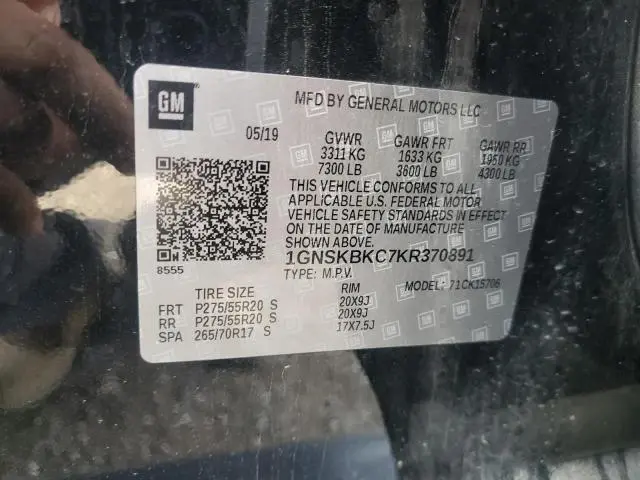 GM
MFD BY GENERAL MOTORS LLC
05/19 GVWR GAWR FRT GAWR RR
3311 KG 1633 KG 1950 KG
7300 LB 3600 LB 4300 LB
THIS VEHICLE CONFORMS TO ALL
APPLICABLE U.S. FEDERAL MOTOR
VEHICLE SAFETY STANDARDS IN EFFECT
ON THE DATE OF MANUFACTURE
SHOWN ABOVE.
8555 1GNSKBKC7KR370891
TYPE: M.P.V. MODEL: 71CK15706
TIRE SIZE RIM
FRT P275/55R20 S 20X9J
RR P275/55R20 S 20X9J
SPA 265/70R17 S 17X7.5J